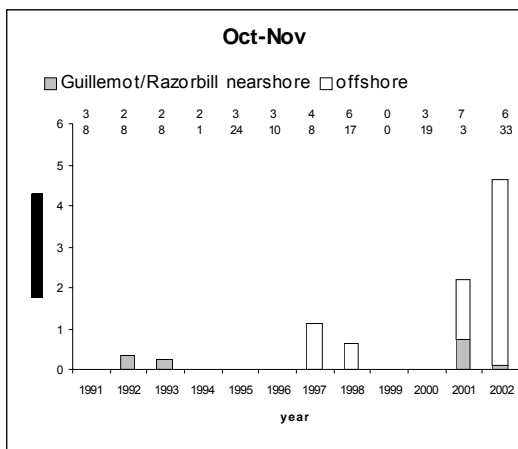 Oct-Nov
Guillemot/Razorbill nearshore offshore
3 2 2 2 3 3 4 6 0 3 7 6
8 8 8 1 24 10 8 17 0 19 3 33
6
5
4
3
2
1
0
1991 1992 1993 1994 1995 1996 1997 1998 1999 2000 2001 2002
year